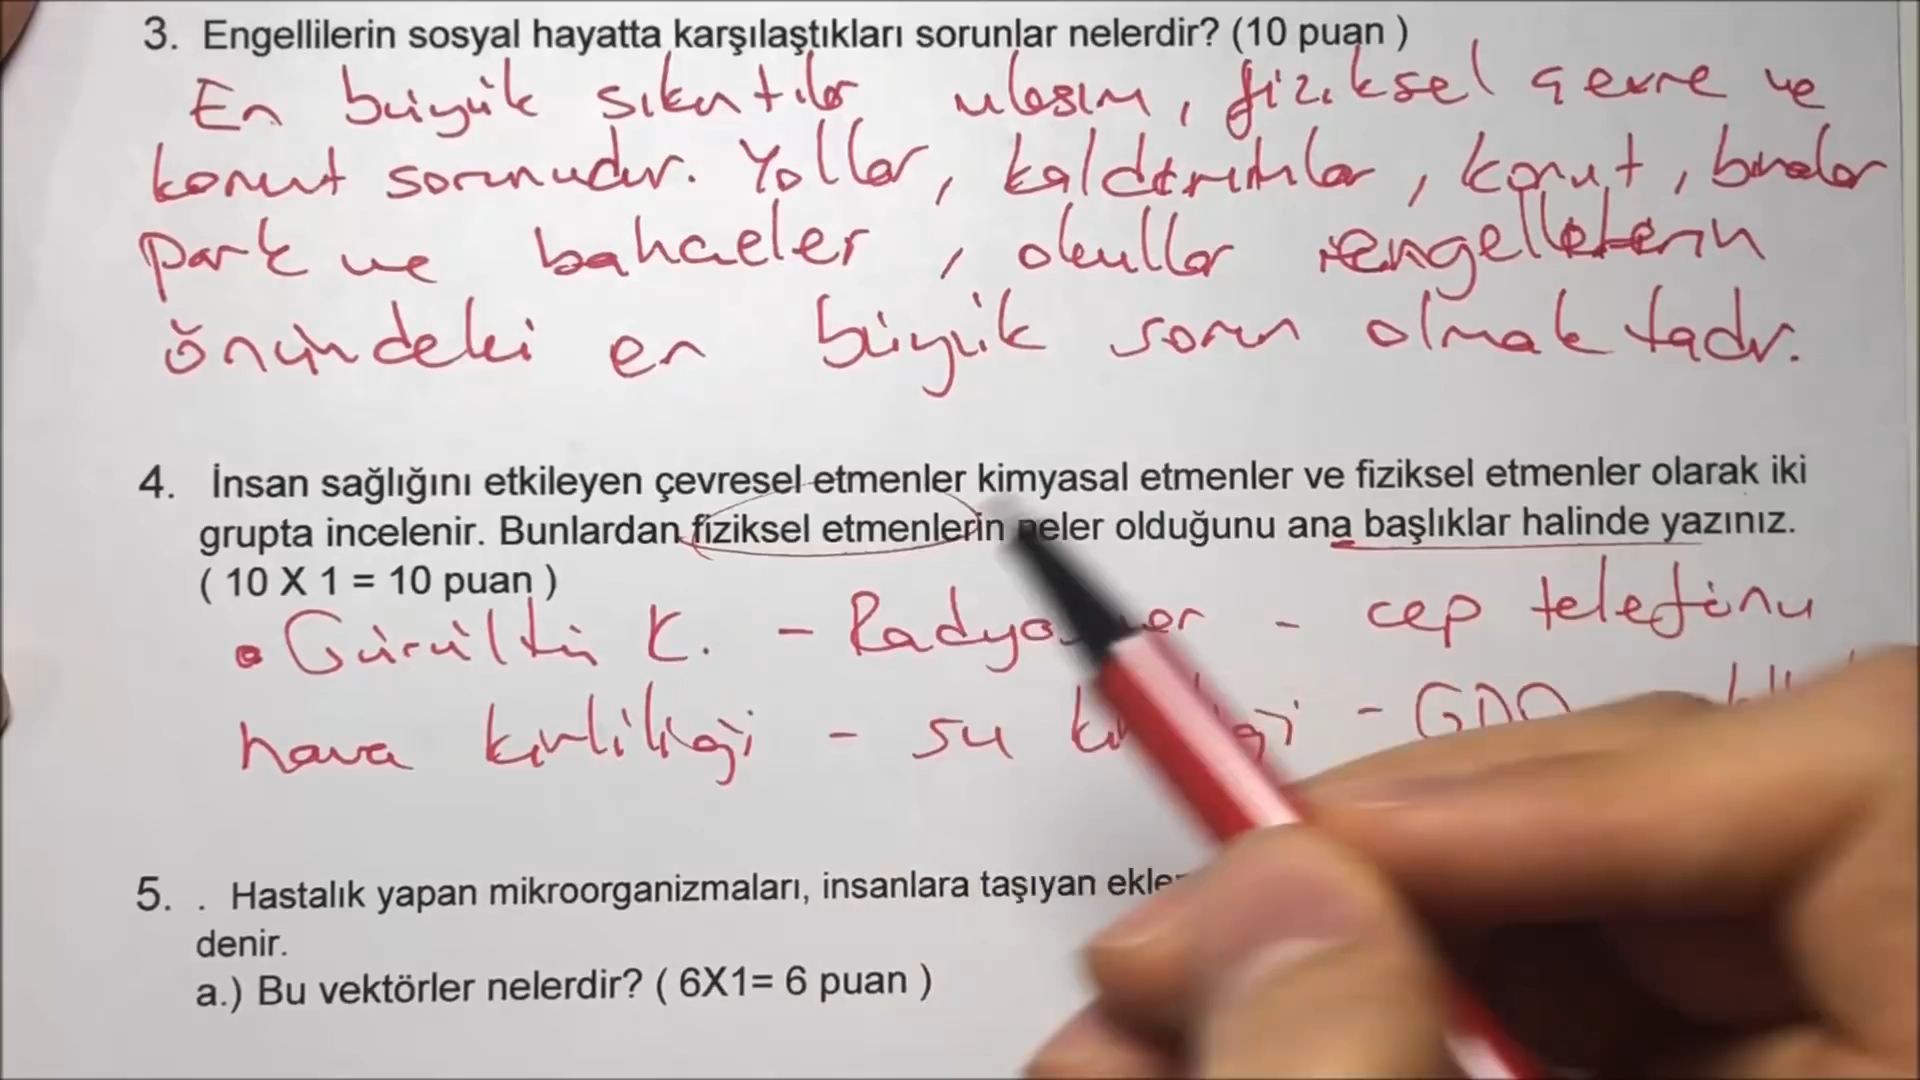 3. Engellilerin sosyal hayatta karşılaştıkları sorunlar nelerdir? (10 puan )
En büyük sıkıntılar ulaşım, fiziksel çevre ve
konut sorunudur. Yollar, kaldırımlar, konut, binalar
park ve bahçeler, okullar engellilerin
önündeki en büyük sorun olmaktadır.
4. İnsan sağlığını etkileyen çevresel etmenler kimyasal etmenler ve fiziksel etmenler olarak iki
grupta incelenir. Bunlardan fiziksel etmenlerin neler olduğunu ana başlıklar halinde yazınız.
( 10 X 1 = 10 puan )
• Gürültü K. - - cep telefonu
hava kirliliği - su - GDO
5. . Hastalık yapan mikroorganizmaları, insanlara taşıyan
denir.
a.) Bu vektörler nelerdir? ( 6X1= 6 puan )